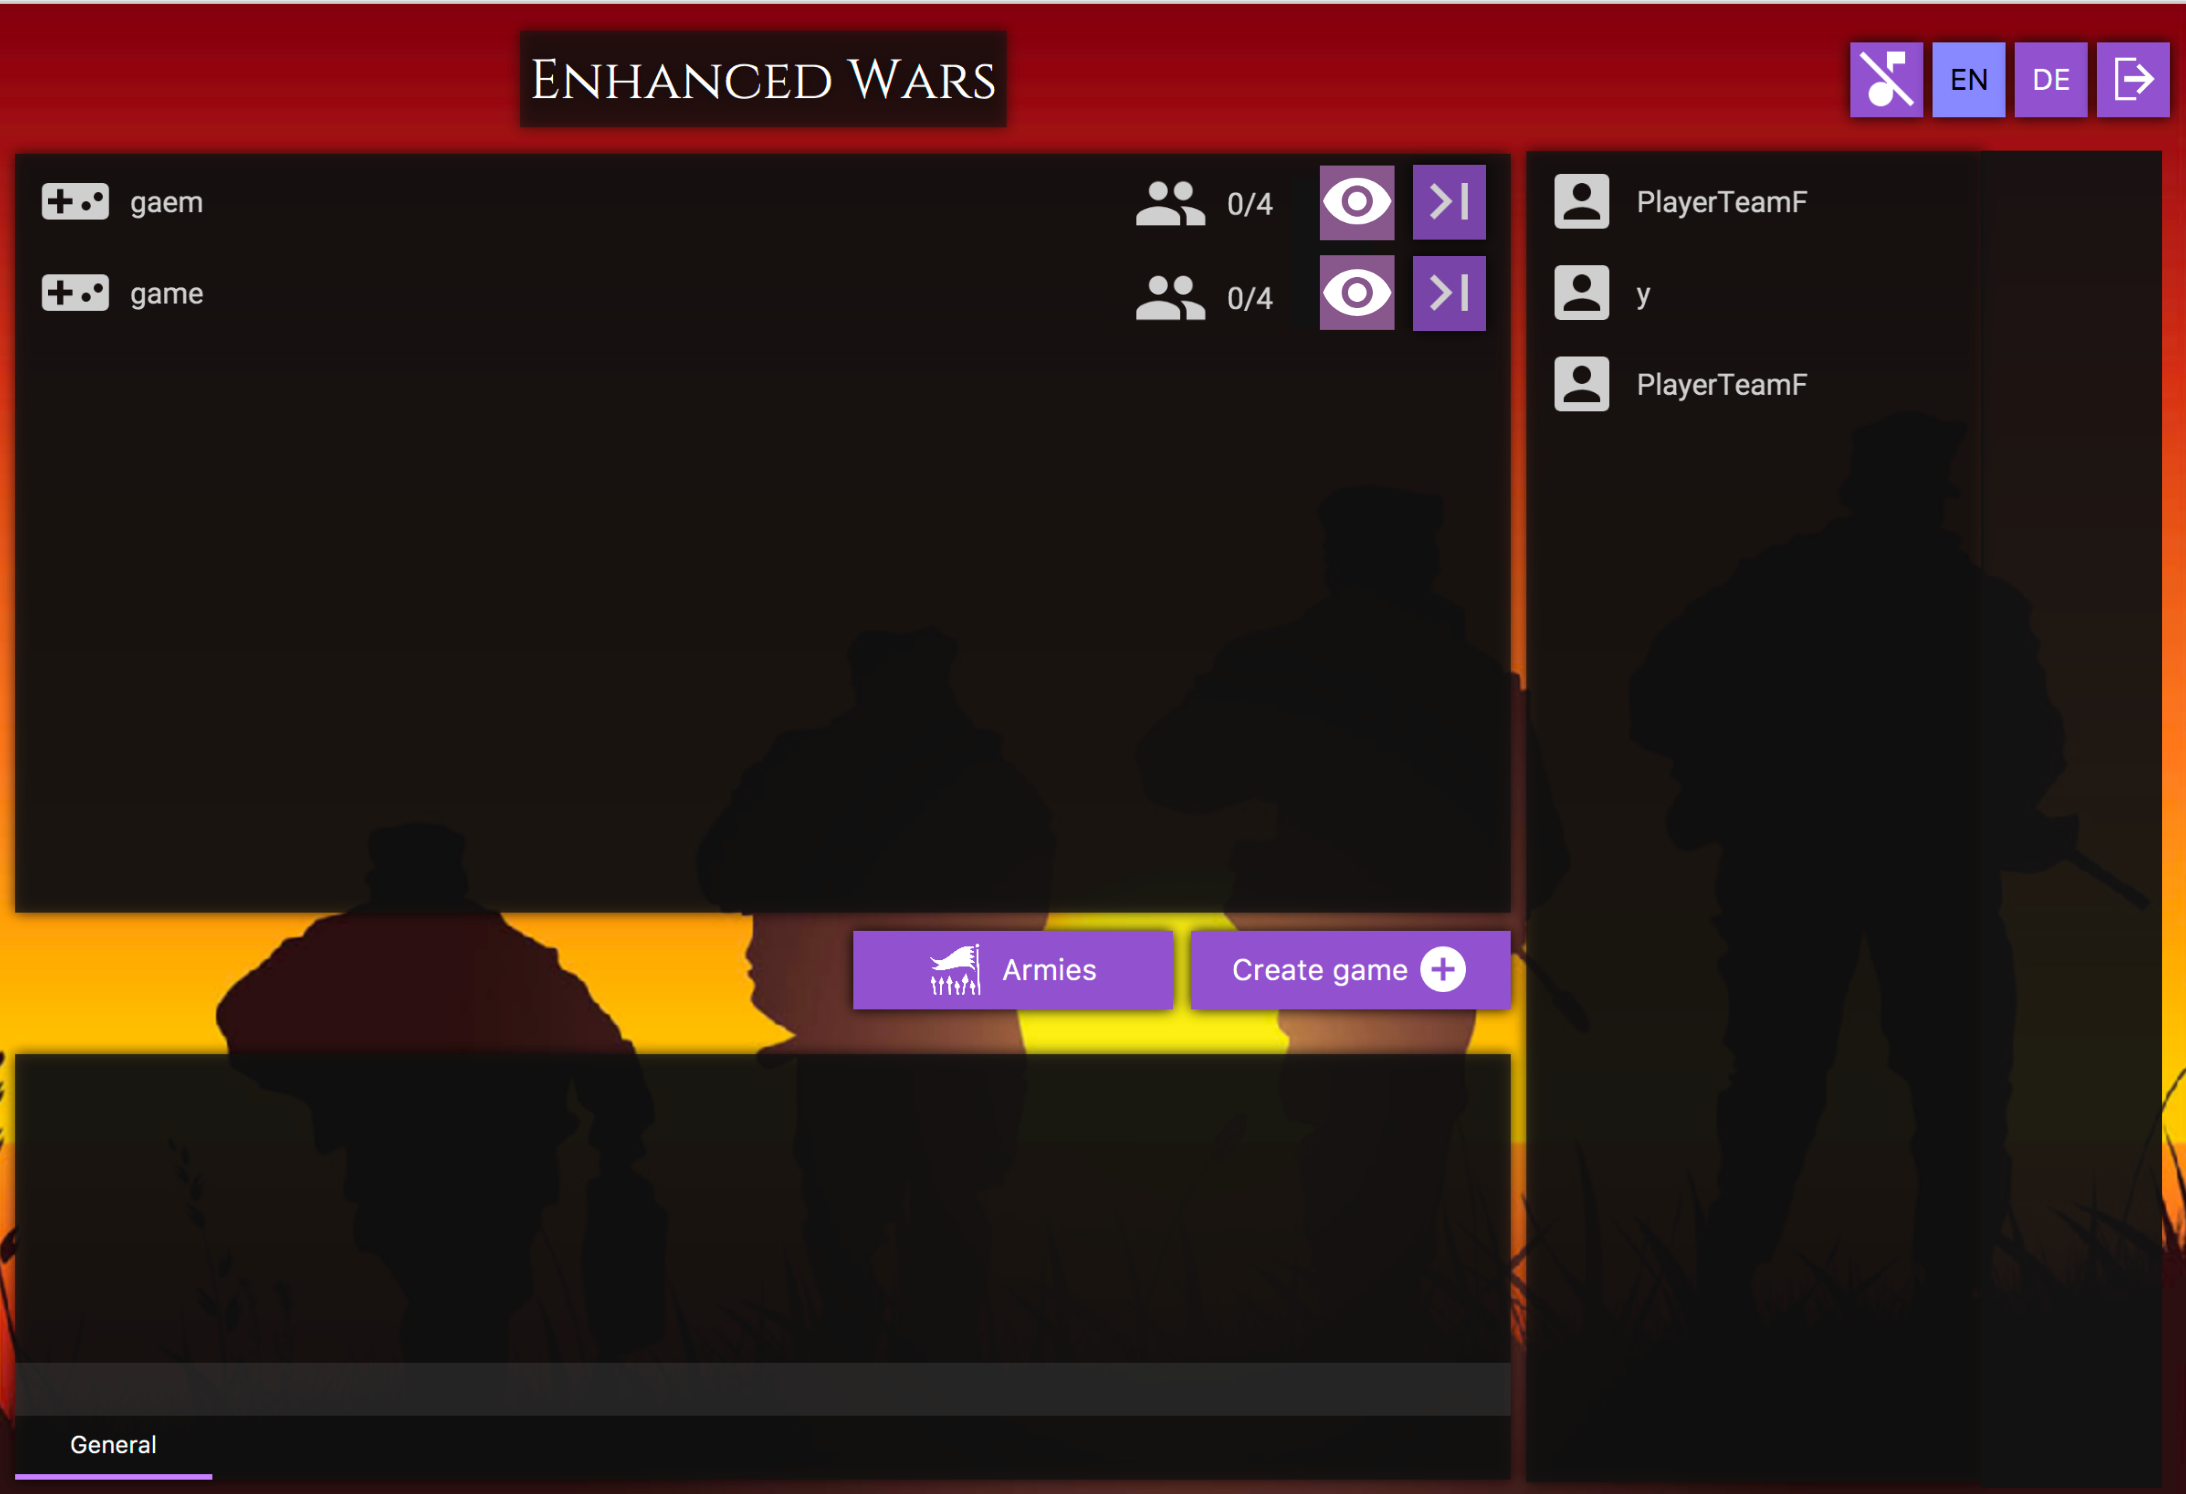 Enhanced Wars
EN
DE
gaem
0/4
game
0/4
PlayerTeamF
y
PlayerTeamF
Armies
Create game
General